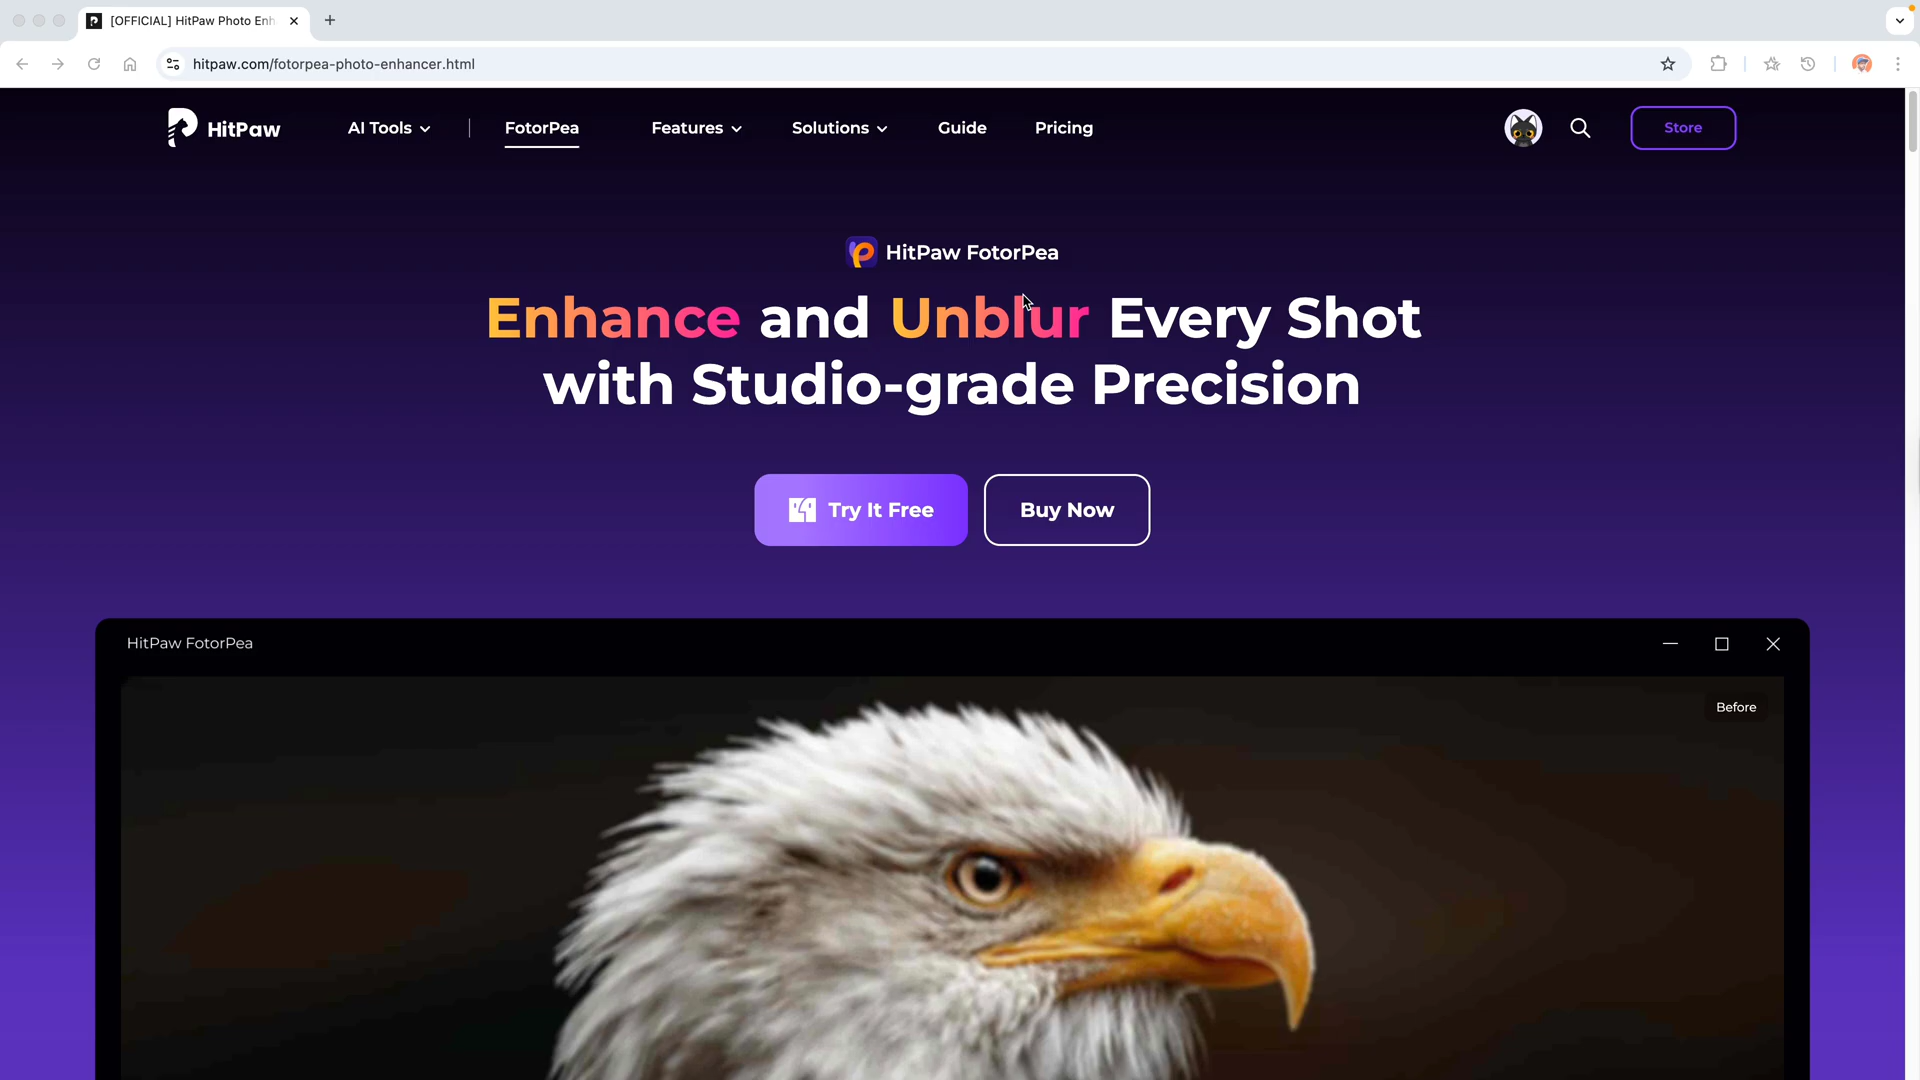 [OFFICIAL] HitPaw Photo Enh
hitpaw.com/fotorpea-photo-enhancer.html
HitPaw
AI Tools
FotorPea
Features
Solutions
Guide
Pricing
Store
HitPaw FotorPea
Enhance and Unblur Every Shot
with Studio-grade Precision
Try It Free
Buy Now
HitPaw FotorPea
Before